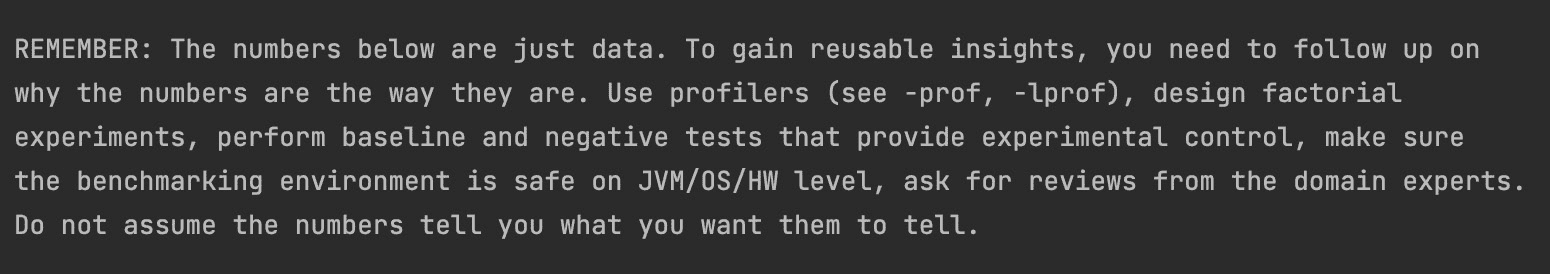 REMEMBER: The numbers below are just data. To gain reusable insights, you need to follow up on
why the numbers are the way they are. Use profilers (see -prof, -lprof), design factorial
experiments, perform baseline and negative tests that provide experimental control, make sure
the benchmarking environment is safe on JVM/OS/HW level, ask for reviews from the domain experts.
Do not assume the numbers tell you what you want them to tell.